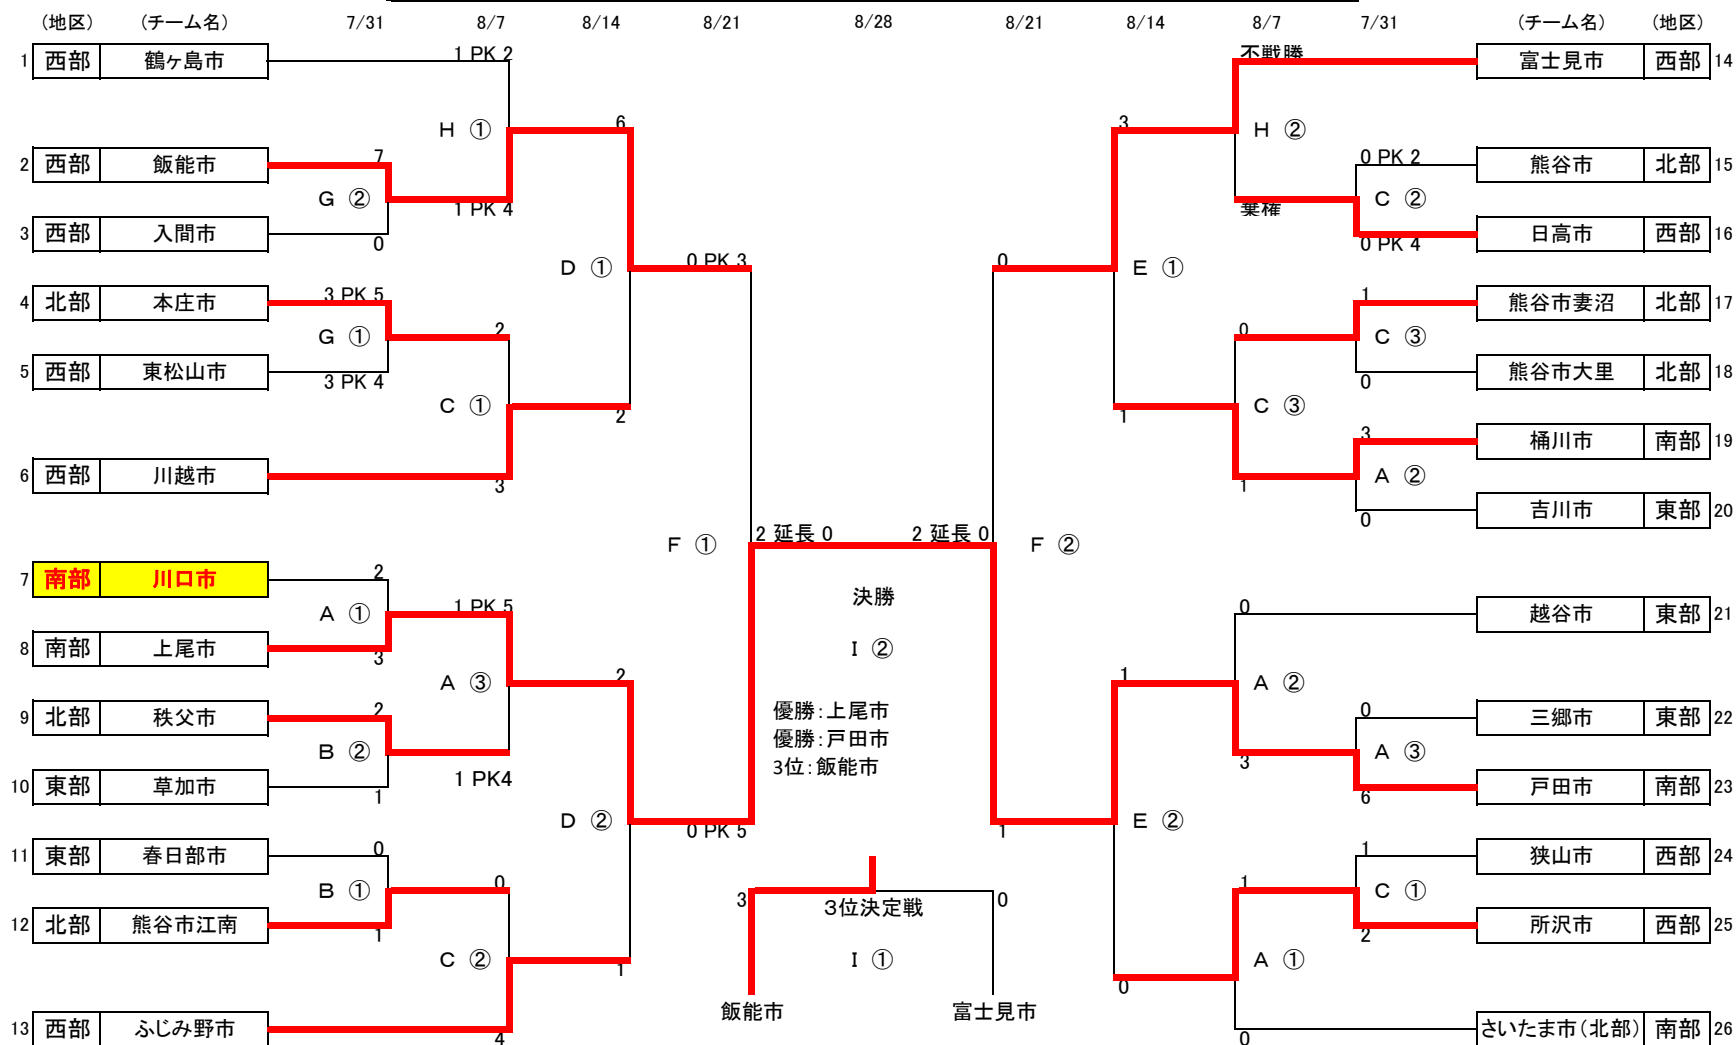 (地区) (チーム名) 7/31 8/7 8/14 8/21 8/28 8/21 8/14 8/7 7/31 (チーム名) (地区)
1 西部 鶴ヶ島市 1 PK 2 不戦勝 富士見市 西部 14
H ① 6 3 H ②
2 西部 飯能市 7 0 PK 2 熊谷市 北部 15
G ② 1 PK 4 棄権 C ②
3 西部 入間市 0 0 PK 4 日高市 西部 16
D ① 0 PK 3 0 E ①
4 北部 本庄市 3 PK 5 1 熊谷市妻沼 北部 17
G ① 2 0 C ③
5 西部 東松山市 3 PK 4 0 熊谷市大里 北部 18
C ① 2 1 C ③
3 桶川市 南部 19
6 西部 川越市 3 1 A ②
0 吉川市 東部 20
F ① 2 延長 0 2 延長 0 F ②
7 南部 川口市 2
決勝
A ① 1 PK 5 0 越谷市 東部 21
8 南部 上尾市 3 I ②
A ③ 2 1 A ②
9 北部 秩父市 2 優勝:上尾市 0 三郷市 東部 22
優勝:戸田市
B ② 3 A ③
1 PK4 3位:飯能市
10 東部 草加市 1 6 戸田市 南部 23
D ② 0 PK 5 1 E ②
11 東部 春日部市 0 1 狭山市 西部 24
B ① 0 3 0 1 C ①
3位決定戦
12 北部 熊谷市江南 1 2 所沢市 西部 25
C ② 1 I ① 0 A ①
飯能市 富士見市
13 西部 ふじみ野市 4 0 さいたま市(北部) 南部 26